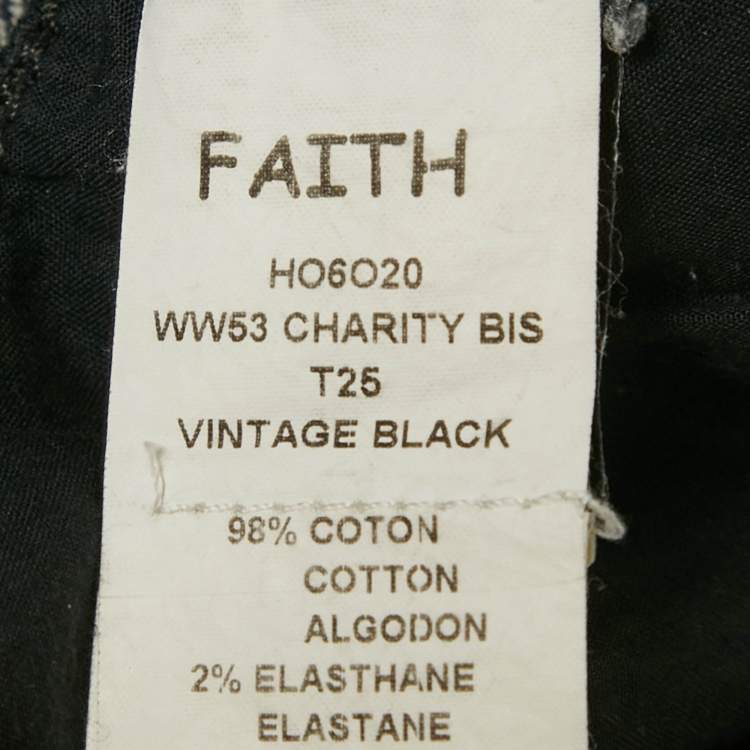 FAITH
HO6O20
WW53 CHARITY BIS
T25
VINTAGE BLACK
98% COTON
COTTON
ALGODON
2% ELASTHANE
ELASTANE